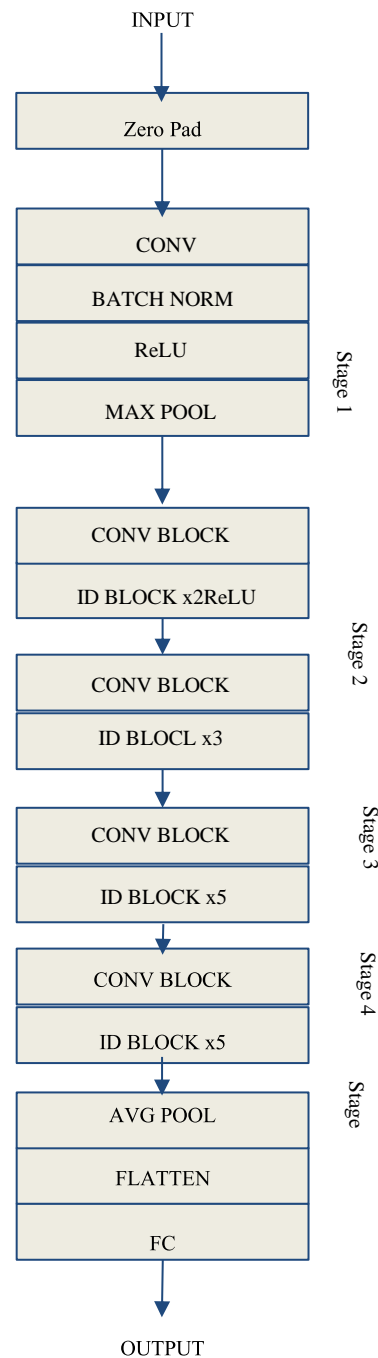 INPUT
Zero Pad
CONV
BATCH NORM
ReLU
Stage 1
MAX POOL
CONV BLOCK
ID BLOCK x2ReLU
Stage 2
CONV BLOCK
ID BLOCL x3
CONV BLOCK
Stage 3
ID BLOCK x5
CONV BLOCK
Stage 4
ID BLOCK x5
Stage
AVG POOL
FLATTEN
FC
OUTPUT